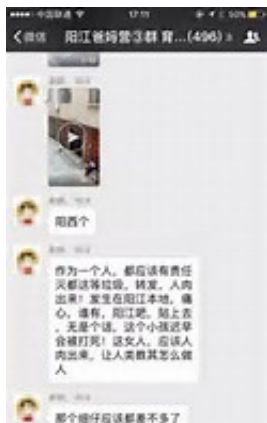 中国联通 17:11 50%
微信 阳江爸妈营③群 育...(496)
阳西个
作为一个人，都应该有责任
灭都这等垃圾，转发，人肉
出来！发生在阳江本地，痛
心，谁有，阳江吧，贴上去
，无是个话，这个小孩迟早
会被打死！这女人，应该人
肉出来，让人类教其怎么做
人
那个细仔应该都差不多了